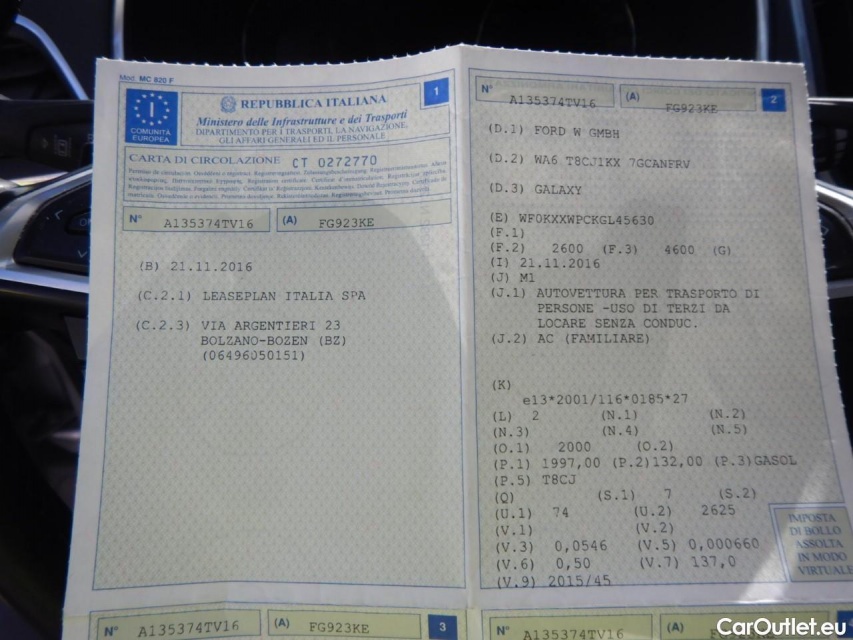 Mod. MC 820 F
I
COMUNITÀ
EUROPEA
REPUBBLICA ITALIANA
Ministero delle Infrastrutture e dei Trasporti
DIPARTIMENTO PER I TRASPORTI, LA NAVIGAZIONE,
GLI AFFARI GENERALI ED IL PERSONALE
1
CARTA DI CIRCOLAZIONE CT 0272770
N° A135374TV16 (A) FG923KE
(B) 21.11.2016
(C.2.1) LEASEPLAN ITALIA SPA
(C.2.3) VIA ARGENTIERI 23
BOLZANO-BOZEN (BZ)
(06496050151)
N° A135374TV16 (A) FG923KE
3
N° A135374TV16 (A) FG923KE 2
(D.1) FORD W GMBH
(D.2) WA6 T8CJ1KX 7GCANFRV
(D.3) GALAXY
(E) WF0KXXWPCKGL45630
(F.1)
(F.2) 2600 (F.3) 4600 (G)
(I) 21.11.2016
(J) M1
(J.1) AUTOVETTURA PER TRASPORTO DI
PERSONE -USO DI TERZI DA
LOCARE SENZA CONDUC.
(J.2) AC (FAMILIARE)
(K)
e13*2001/116*0185*27
(L) 2 (N.1) (N.2)
(N.3) (N.4) (N.5)
(O.1) 2000 (O.2)
(P.1) 1997,00 (P.2)132,00 (P.3)GASOL
(P.5) T8CJ
(Q) (S.1) 7 (S.2)
(U.1) 74 (U.2) 2625
(V.1) (V.2)
(V.3) 0,0546 (V.5) 0,000660
(V.6) 0,50 (V.7) 137,0
(V.9) 2015/45
IMPOSTA
DI BOLLO
ASSOLTA
IN MODO
VIRTUALE
N° A135374TV16 (A)
CarOutlet.eu